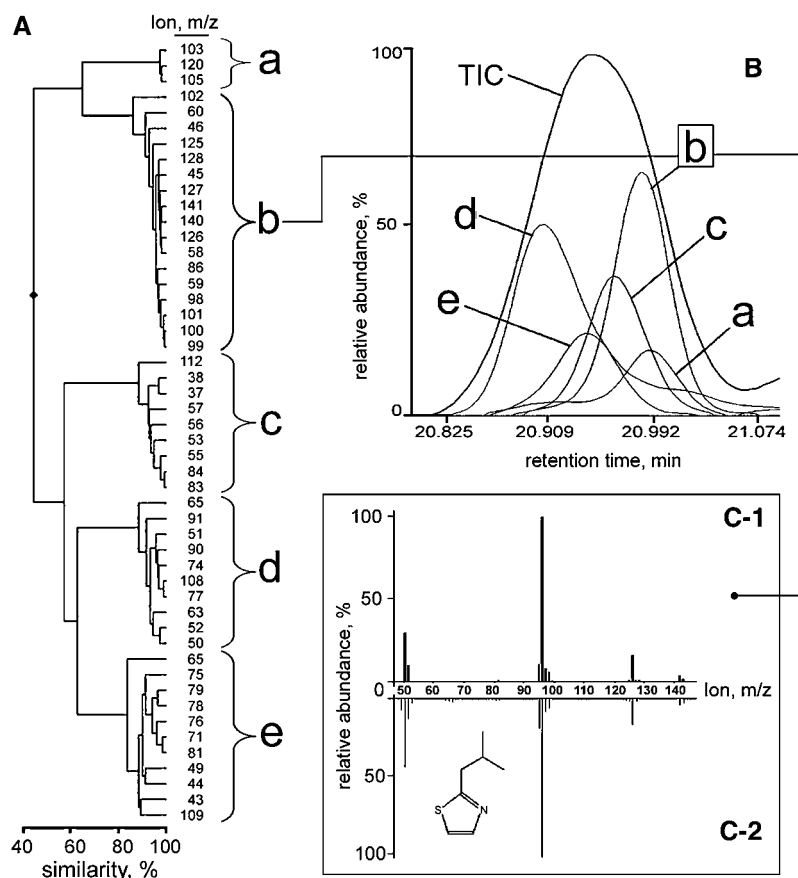 A
Ion, m/z
103
120
105
a
102
60
46
125
128
45
127
141
140
126
58
86
59
98
101
100
99
b
112
38
37
57
56
53
55
84
83
c
65
91
51
90
74
108
77
63
52
50
d
65
75
79
78
76
71
81
49
44
43
109
e
40 60 80 100
similarity, %
B
100
50
0
relative abundance, %
TIC
b
d
c
e
a
20.825 20.909 20.992 21.074
retention time, min
C-1
100
50
0
relative abundance, %
50 60 70 80 90 100 110 120 130 140 Ion, m/z
50
100
relative abundance, %
S N
C-2